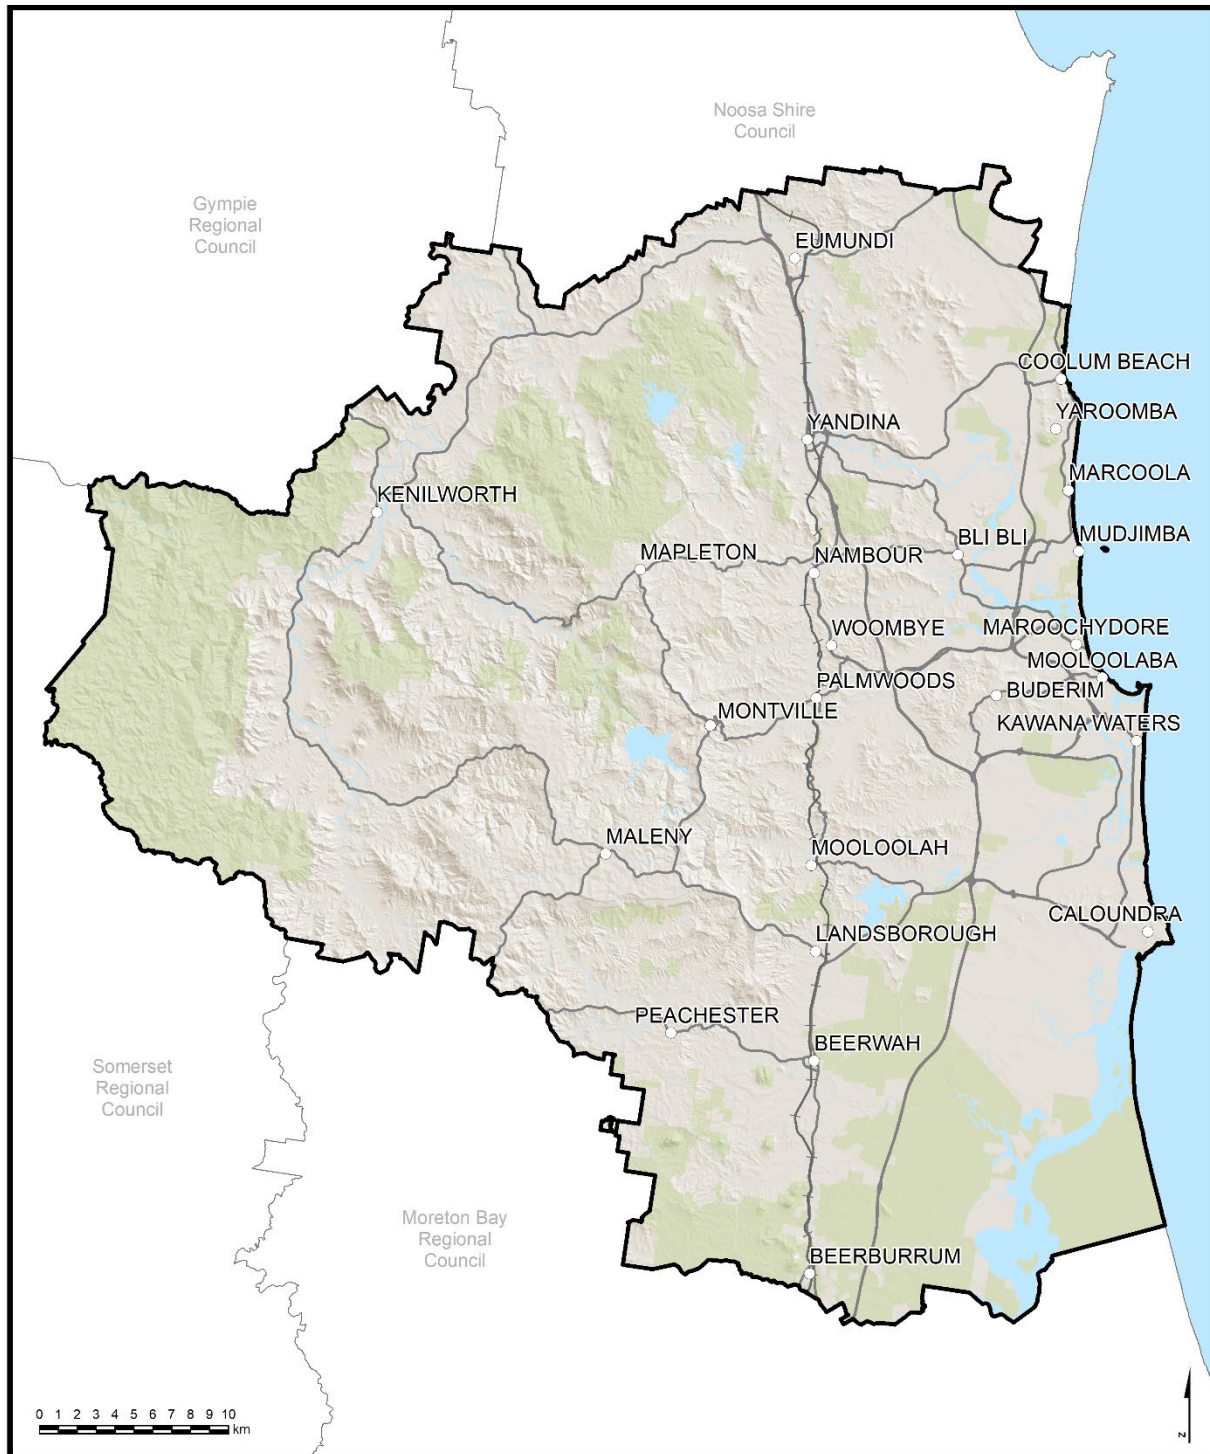 Noosa Shire
Council
Gympie
Regional
Council
EUMUNDI
COOLUM BEACH
YAROOMBA
YANDINA
MARCOOLA
KENILWORTH
MUDJIMBA
BLI BLI
MAPLETON
NAMBOUR
WOOMBYE
MAROOCHYDORE
MOOLOOLABA
PALMWOODS
BUDERIM
MONTVILLE
KAWANA WATERS
MALENY
MOOLOOLAH
CALOUNDRA
LANDSBOROUGH
PEACHESTER
BEERWAH
Somerset
Regional
Council
Moreton Bay
Regional
Council
BEERBURRUM
0 1 2 3 4 5 6 7 8 9 10
km
N